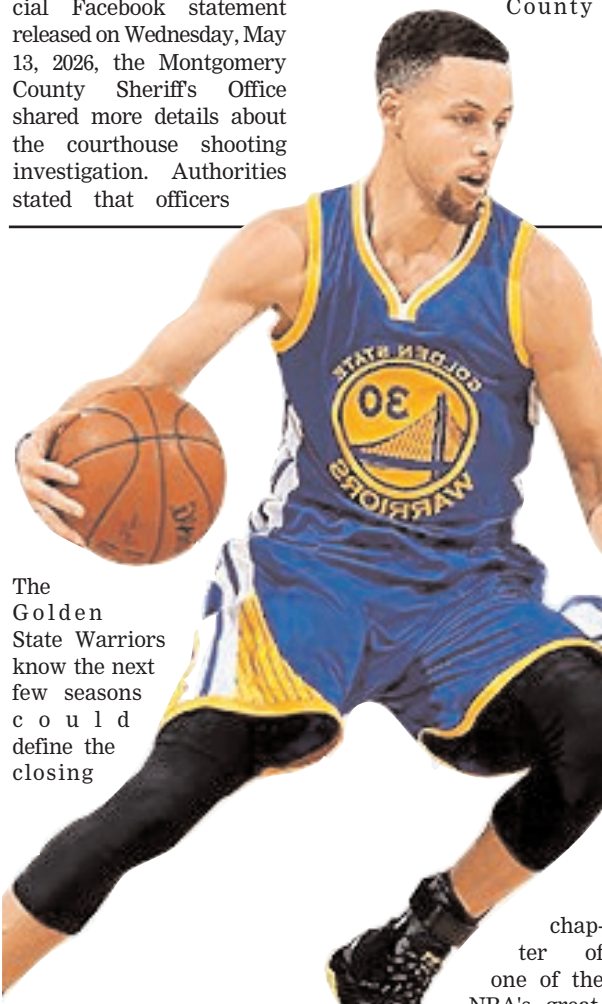 cial Facebook statement
released on Wednesday, May
13, 2026, the Montgomery
County Sheriff's Office
shared more details about
the courthouse shooting
investigation. Authorities
stated that officers
County
GOLDEN STATE
30
WARRIORS
The
Golden
State Warriors
know the next
few seasons
could
define the
closing
chap-
ter of
one of the
NBA's great